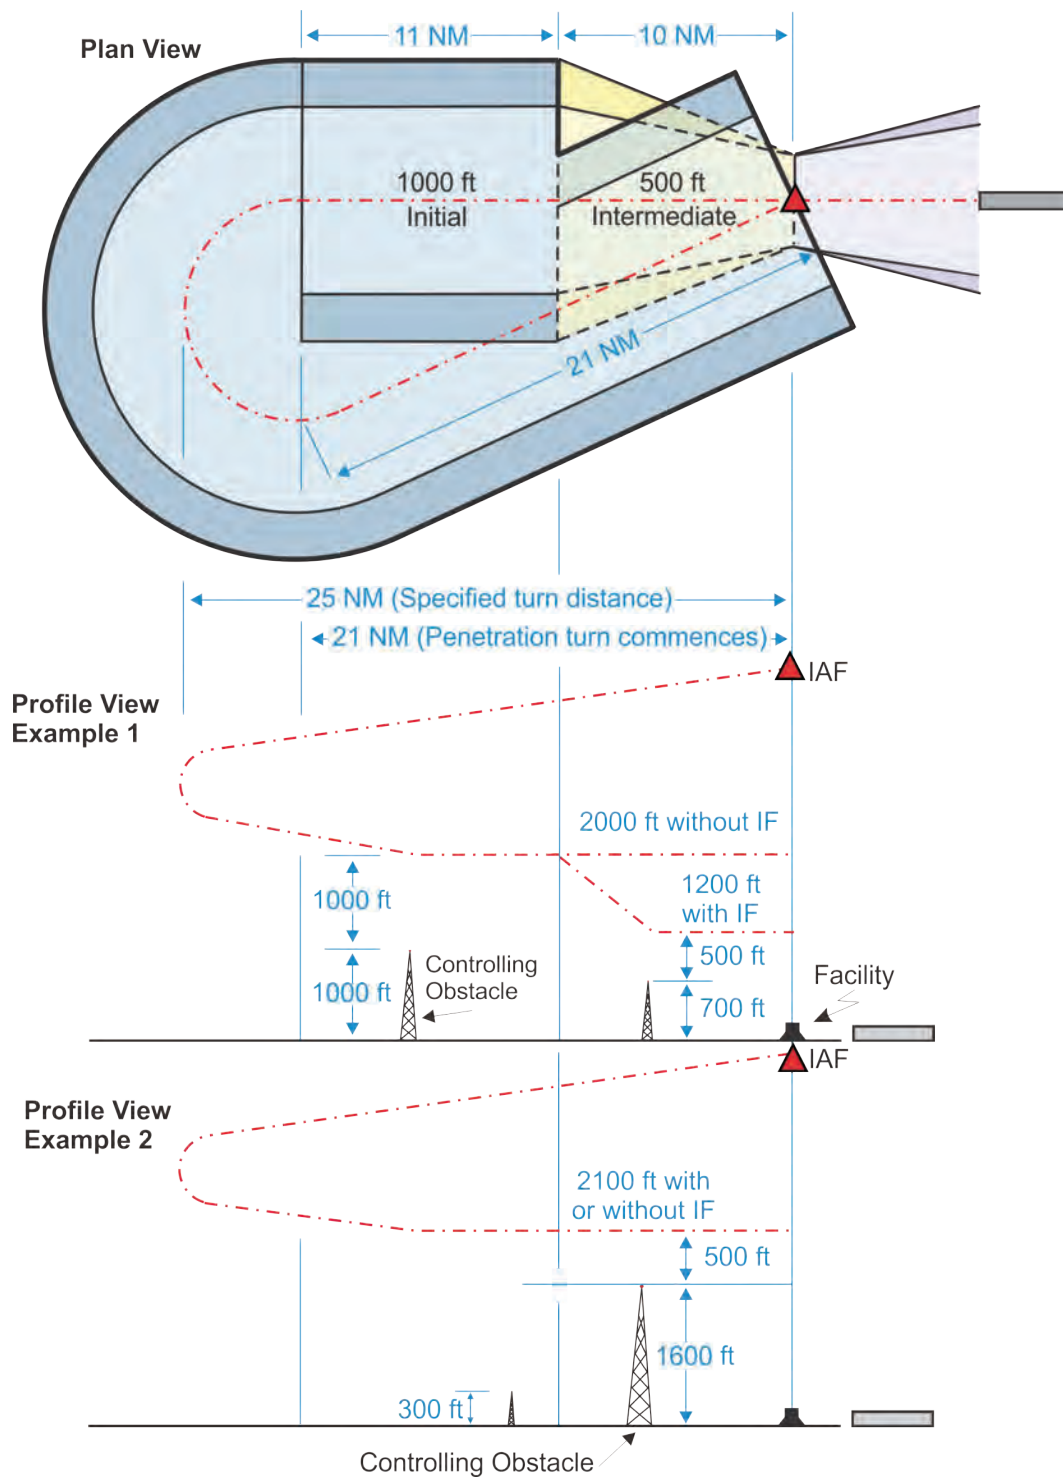 Plan View
11 NM
10 NM
1000 ft
Initial
500 ft
Intermediate
21 NM
25 NM (Specified turn distance)
21 NM (Penetration turn commences)
IAF
Profile View
Example 1
2000 ft without IF
1200 ft
with IF
1000 ft
500 ft
Controlling
Obstacle
Facility
1000 ft
700 ft
IAF
Profile View
Example 2
2100 ft with
or without IF
500 ft
1600 ft
300 ft
Controlling Obstacle